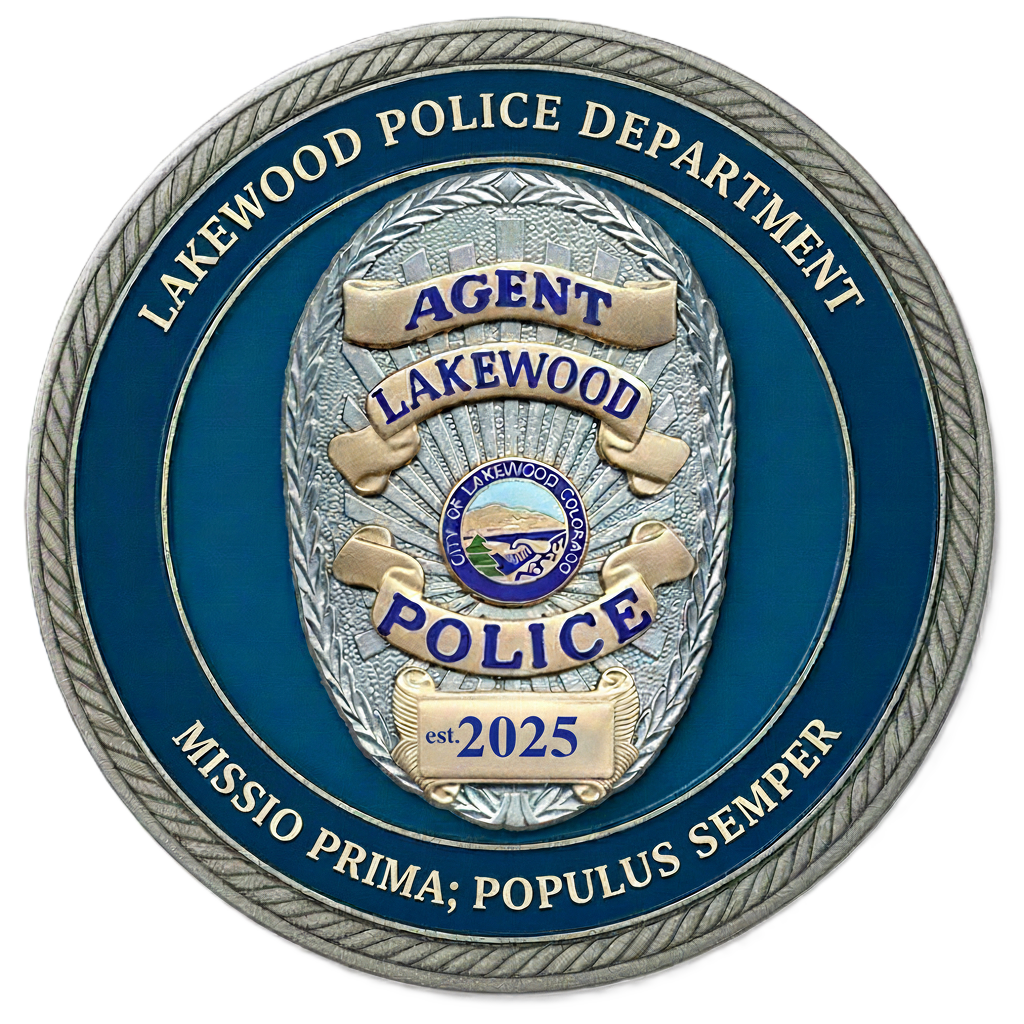 LAKEWOOD POLICE DEPARTMENT
AGENT
LAKEWOOD
CITY OF LAKEWOOD COLORADO
POLICE
est.2025
MISSIO PRIMA; POPULUS SEMPER